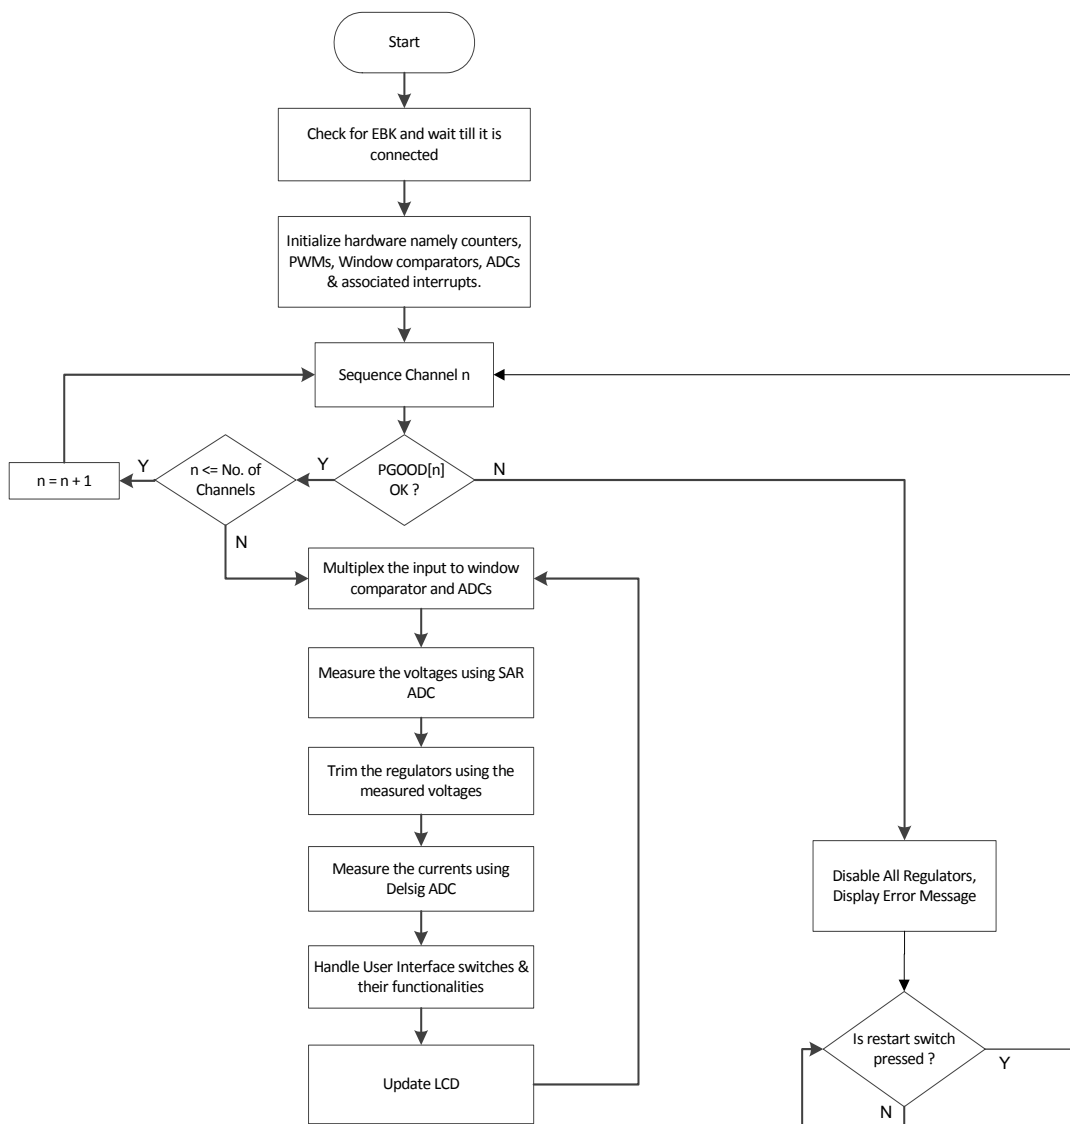 Start
Check for EBK and wait till it is
connected
Initialize hardware namely counters,
PWMs, Window comparators, ADCs
& associated interrupts.
Sequence Channel n
n = n + 1
Y
n <= No. of
Channels
Y
PGOOD[n]
OK ?
N
N
Multiplex the input to window
comparator and ADCs
Measure the voltages using SAR
ADC
Trim the regulators using the
measured voltages
Measure the currents using
Delsig ADC
Handle User Interface switches &
their functionalities
Update LCD
Disable All Regulators,
Display Error Message
Is restart switch
pressed ?
Y
N